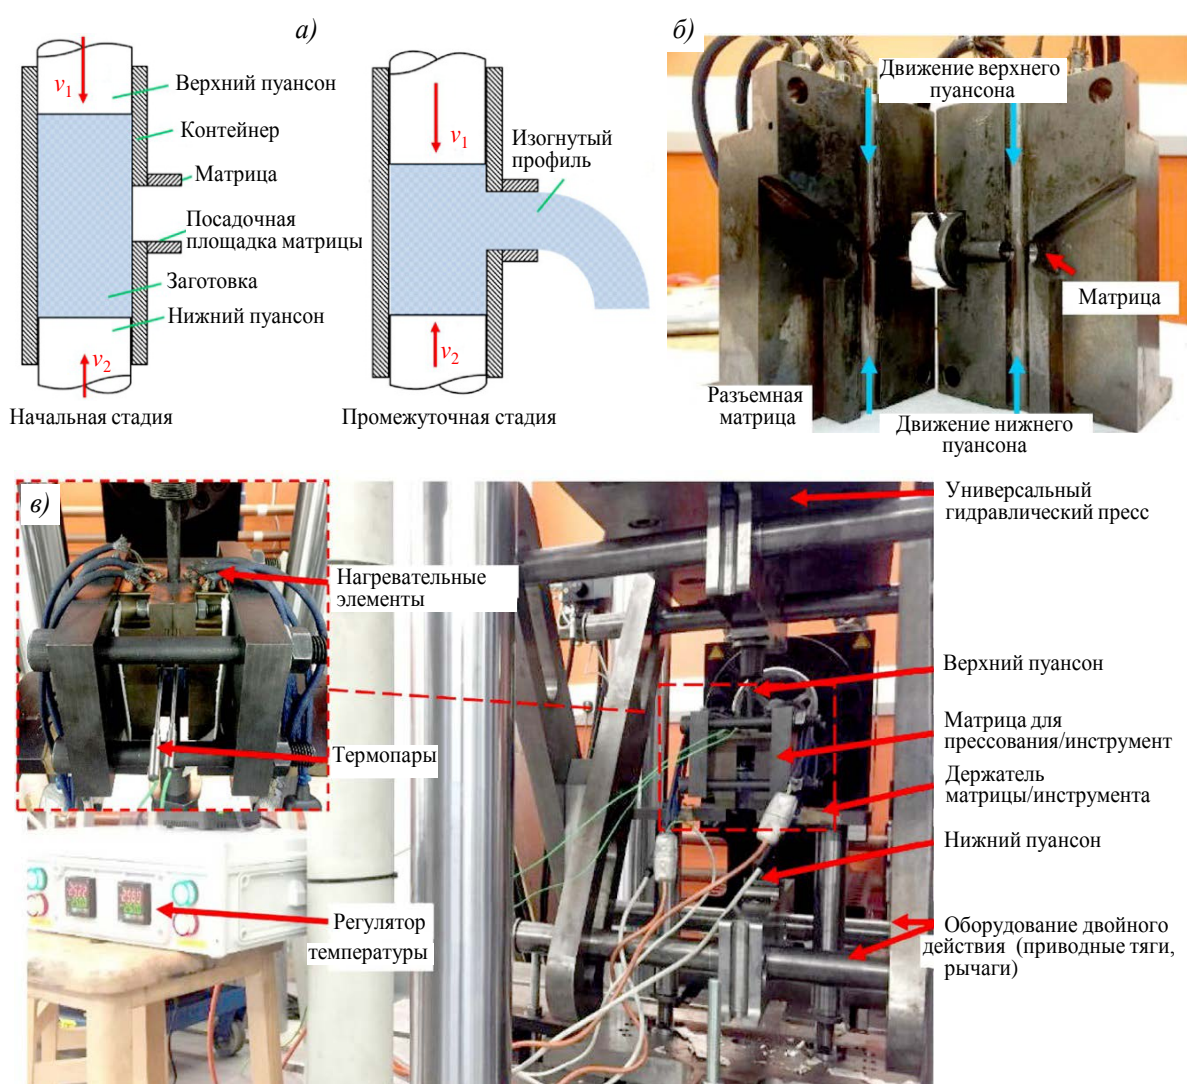 а)
v1
Верхний пуансон
Контейнер
Матрица
Посадочная
площадка матрицы
Заготовка
Нижний пуансон
v2
Начальная стадия
v1
Изогнутый
профиль
v2
Промежуточная стадия
б)
Движение верхнего
пуансона
Матрица
Разъемная
матрица
Движение нижнего
пуансона
в)
Нагревательные
элементы
Термопары
Регулятор
температуры
Универсальный
гидравлический пресс
Верхний пуансон
Матрица для
прессования/инструмент
Держатель
матрицы/инструмента
Нижний пуансон
Оборудование двойного
действия (приводные тяги,
рычаги)